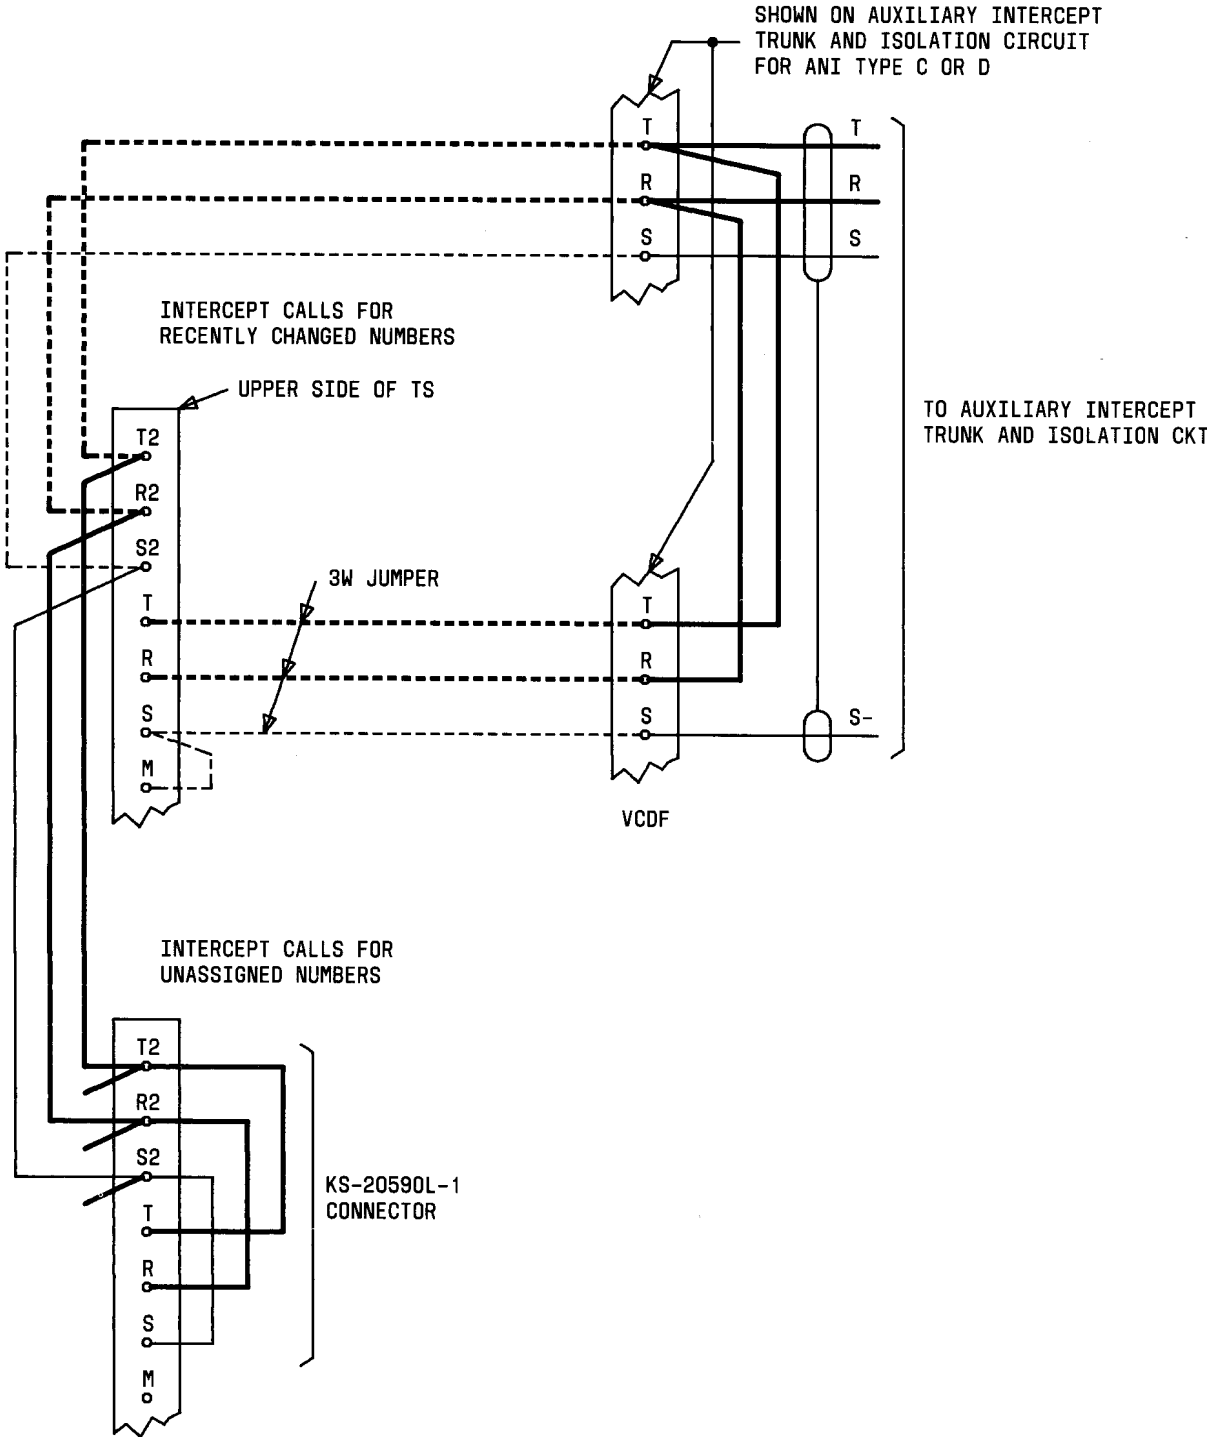 SHOWN ON AUXILIARY INTERCEPT
TRUNK AND ISOLATION CIRCUIT
FOR ANI TYPE C OR D
T
R
S
T
R
S
INTERCEPT CALLS FOR
RECENTLY CHANGED NUMBERS
UPPER SIDE OF TS
TO AUXILIARY INTERCEPT
TRUNK AND ISOLATION CKT
T2
R2
S2
T
R
S
M
3W JUMPER
T
R
S
S-
VCDF
INTERCEPT CALLS FOR
UNASSIGNED NUMBERS
T2
R2
S2
T
R
S
M
KS-20590L-1
CONNECTOR